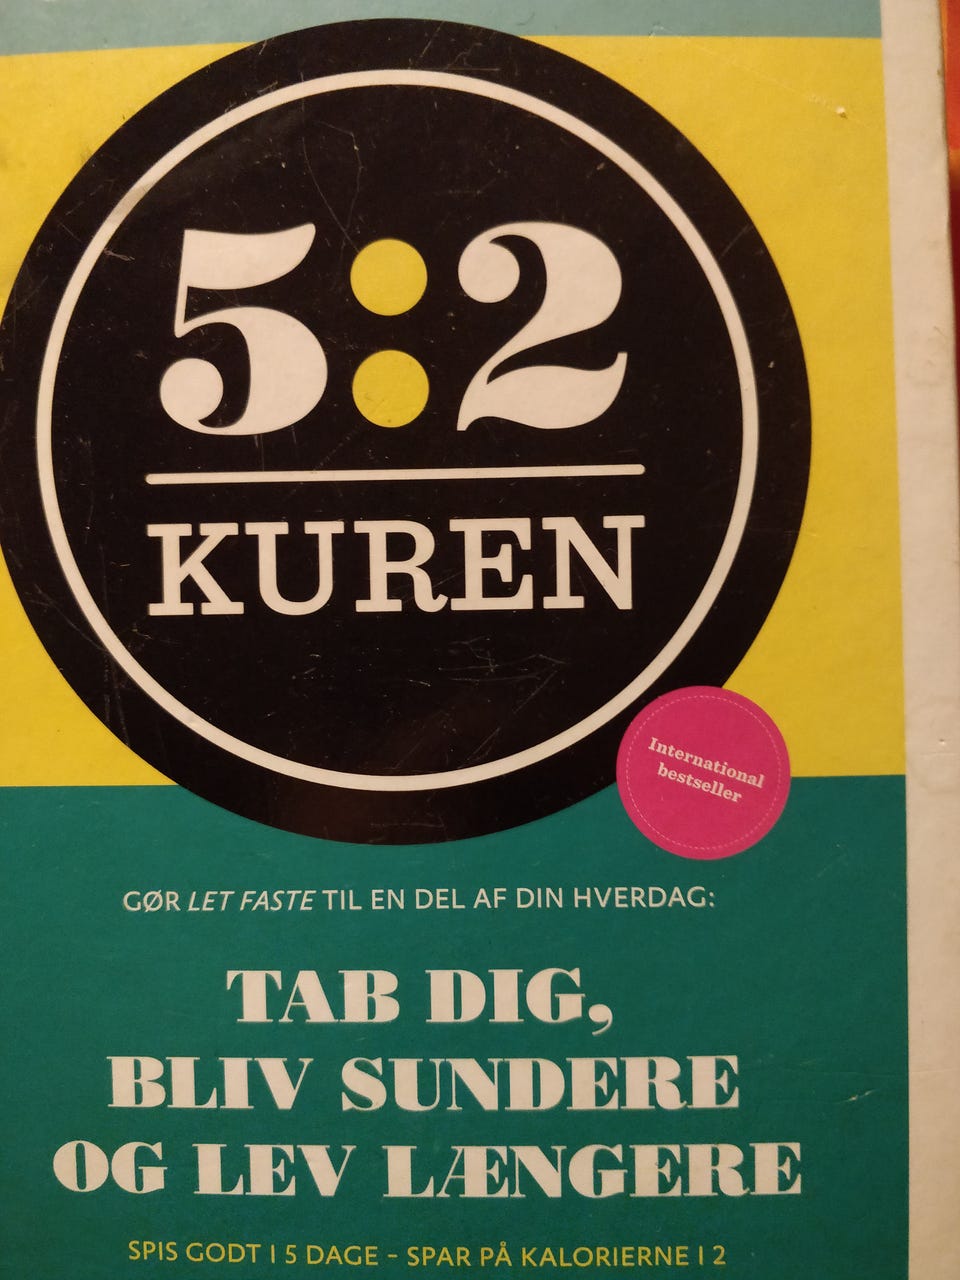 5:2
KUREN
International
bestseller
GØR LET FASTE TIL EN DEL AF DIN HVERDAG:
TAB DIG,
BLIV SUNDERE
OG LEV LÆNGERE
SPIS GODT I 5 DAGE - SPAR PÅ KALORIERNE I 2